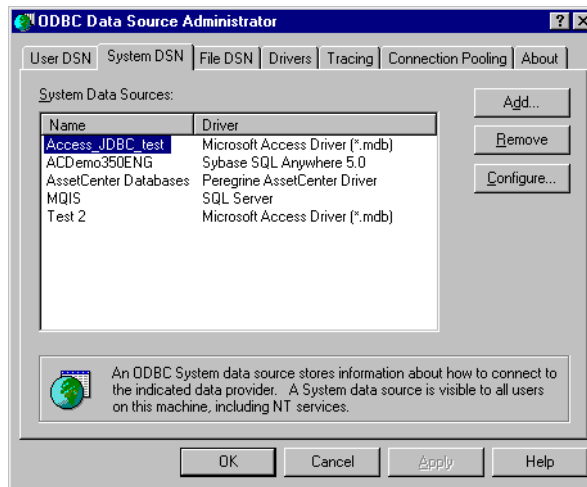 ODBC Data Source Administrator
User DSN System DSN File DSN Drivers Tracing Connection Pooling About
System Data Sources:
Name Driver
Access_JDBC_test Microsoft Access Driver (*.mdb)
ACDemo350ENG Sybase SQL Anywhere 5.0
AssetCenter Databases Peregrine AssetCenter Driver
MQIS SQL Server
Test 2 Microsoft Access Driver (*.mdb)
Add...
Remove
Configure...
An ODBC System data source stores information about how to connect to
the indicated data provider. A System data source is visible to all users
on this machine, including NT services.
OK Cancel Apply Help